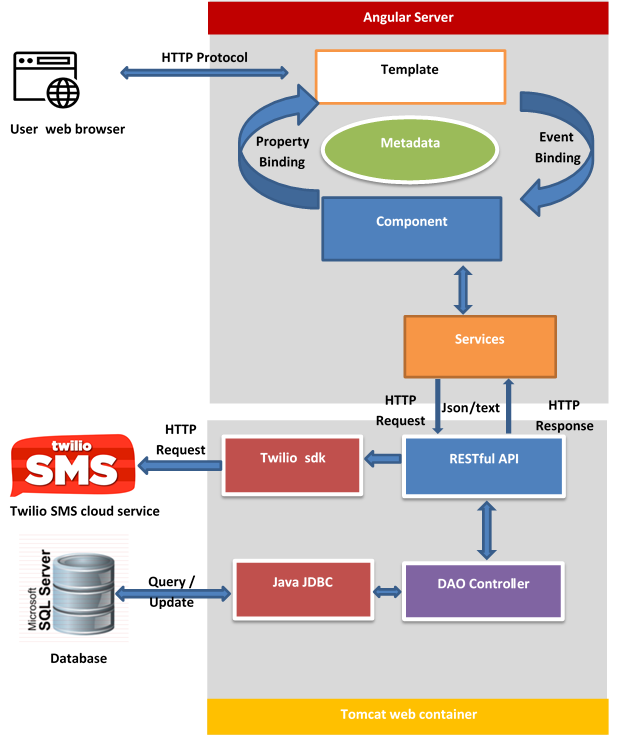 Angular Server
HTTP Protocol
Template
User web browser
Property
Binding
Metadata
Event
Binding
Component
Services
HTTP
Request
Json/text
HTTP
Response
HTTP
Request
twilio
SMS
Twilio sdk
RESTful API
Twilio SMS cloud service
Microsoft
SQL Server
Query /
Update
Java JDBC
DAO Controller
Database
Tomcat web container